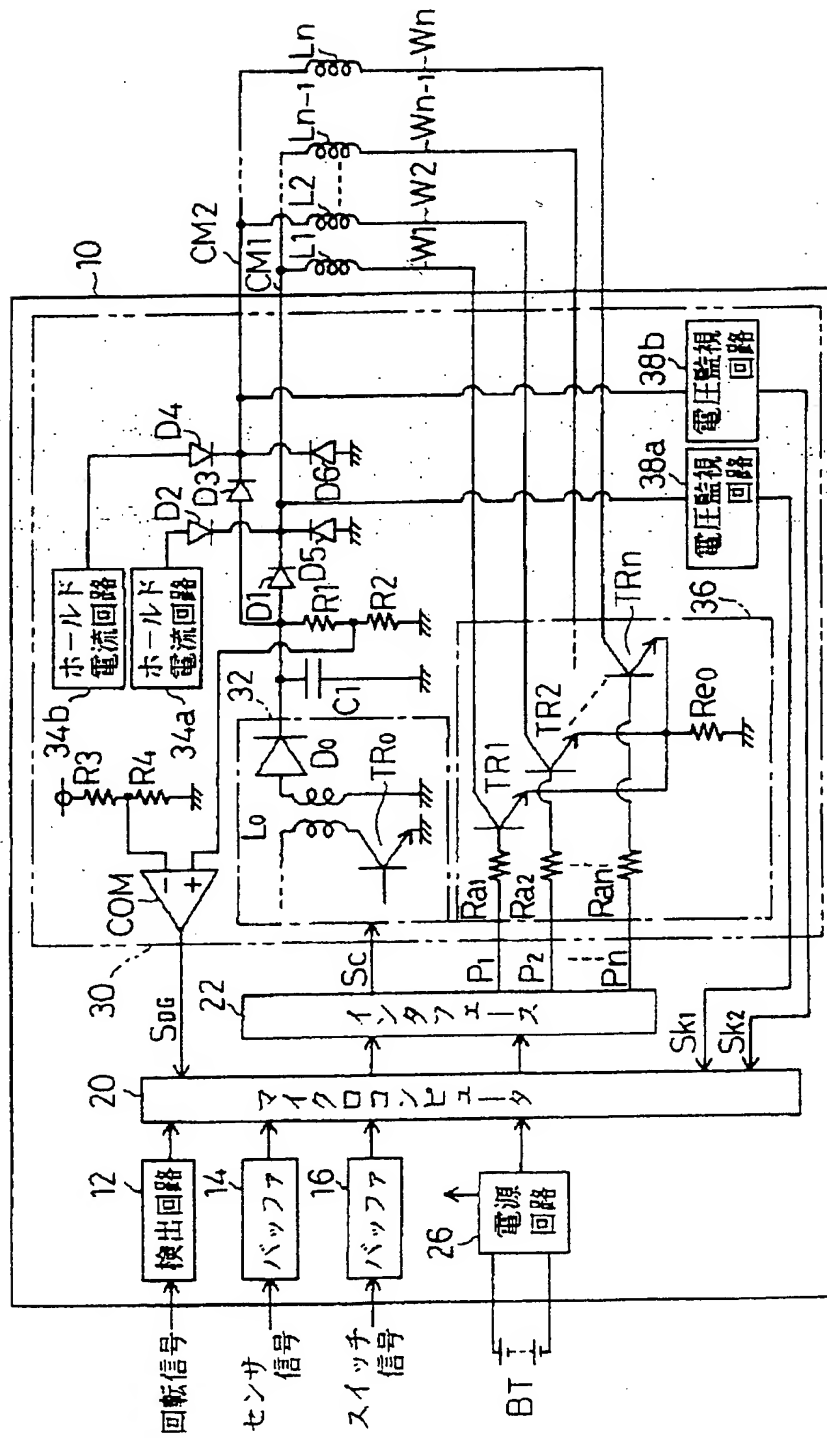 10
回転信号
センサ
信号
スイッチ
信号
BT
12
検出回路
14
バッファ
16
バッファ
26
電源
回路
20
マイクロコンピュータ
22
インタフェース
SDG
30
COM
−
+
R3
R4
34b
ホールド
電流回路
34a
ホールド
電流回路
SC
32
L0
D0
TR0
C1
R1
R2
D1
D2
D3
D4
D5
D6
CM2
CM1
L1
L2
Ln-1
Ln
W1
W2
Wn-1
Wn
P1
P2
Pn
Ra1
Ra2
Ran
TR1
TR2
TRn
Re0
36
38a
電圧監視
回路
38b
電圧監視
回路
Sk1
Sk2